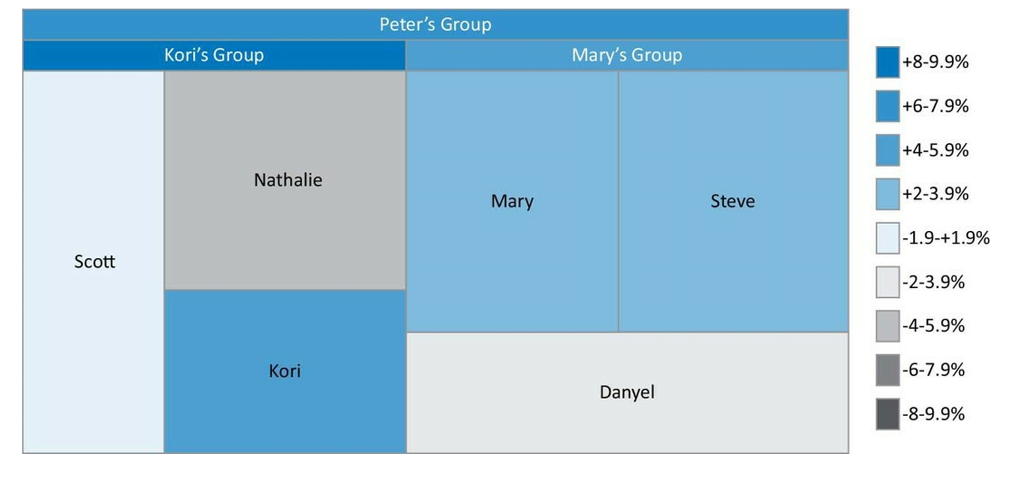 Peter’s Group
Kori’s Group
Mary’s Group
Scott
Nathalie
Kori
Mary
Steve
Danyel
+8-9.9%
+6-7.9%
+4-5.9%
+2-3.9%
-1.9-+1.9%
-2-3.9%
-4-5.9%
-6-7.9%
-8-9.9%